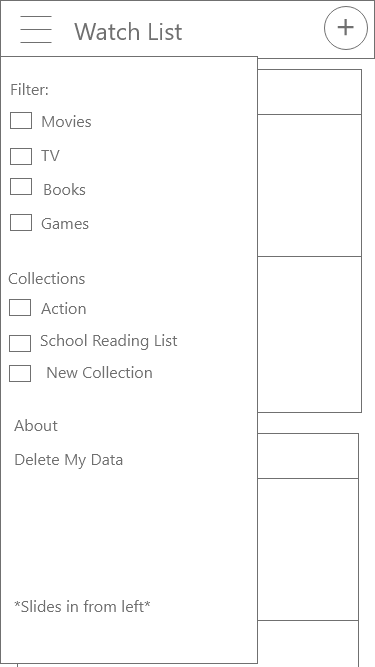 Watch List
+
Filter:
Movies
TV
Books
Games
Collections
Action
School Reading List
New Collection
About
Delete My Data
*Slides in from left*